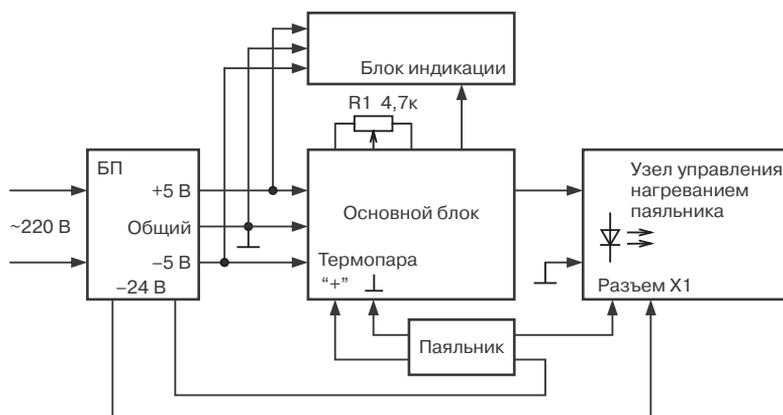 Блок индикации
R1 4,7к
БП
+5 В
~220 В
Общий
–5 В
–24 В
Основной блок
Термопара
“+”
Узел управления
нагреванием
паяльника
Разъем Х1
Паяльник